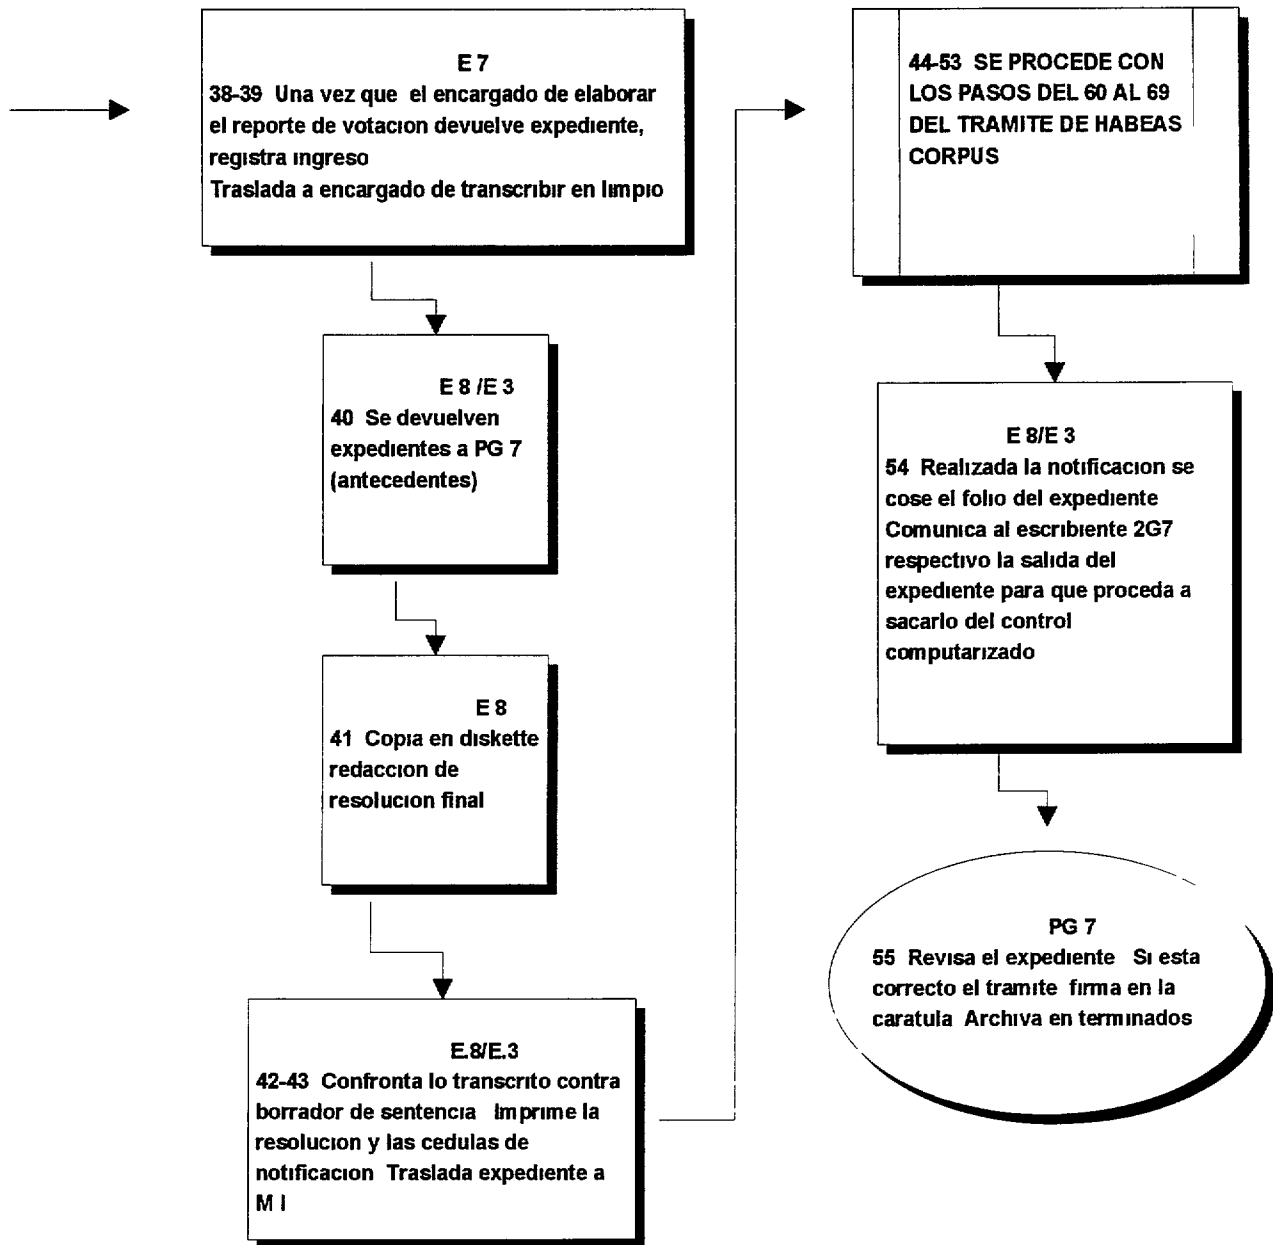 E 7
38-39 Una vez que el encargado de elaborar
el reporte de votacion devuelve expediente,
registra ingreso
Traslada a encargado de transcribir en limpio
E 8 /E 3
40 Se devuelven
expedientes a PG 7
(antecedentes)
E 8
41 Copia en diskette
redaccion de
resolucion final
E.8/E.3
42-43 Confronta lo transcrito contra
borrador de sentencia Imprime la
resolucion y las cedulas de
notificacion Traslada expediente a
M I
44-53 SE PROCEDE CON
LOS PASOS DEL 60 AL 69
DEL TRAMITE DE HABEAS
CORPUS
E 8/E 3
54 Realizada la notificacion se
cose el folio del expediente
Comunica al escribiente 2G7
respectivo la salida del
expediente para que proceda a
sacarlo del control
computarizado
PG 7
55 Revisa el expediente Si esta
correcto el tramite firma en la
caratula Archiva en terminados